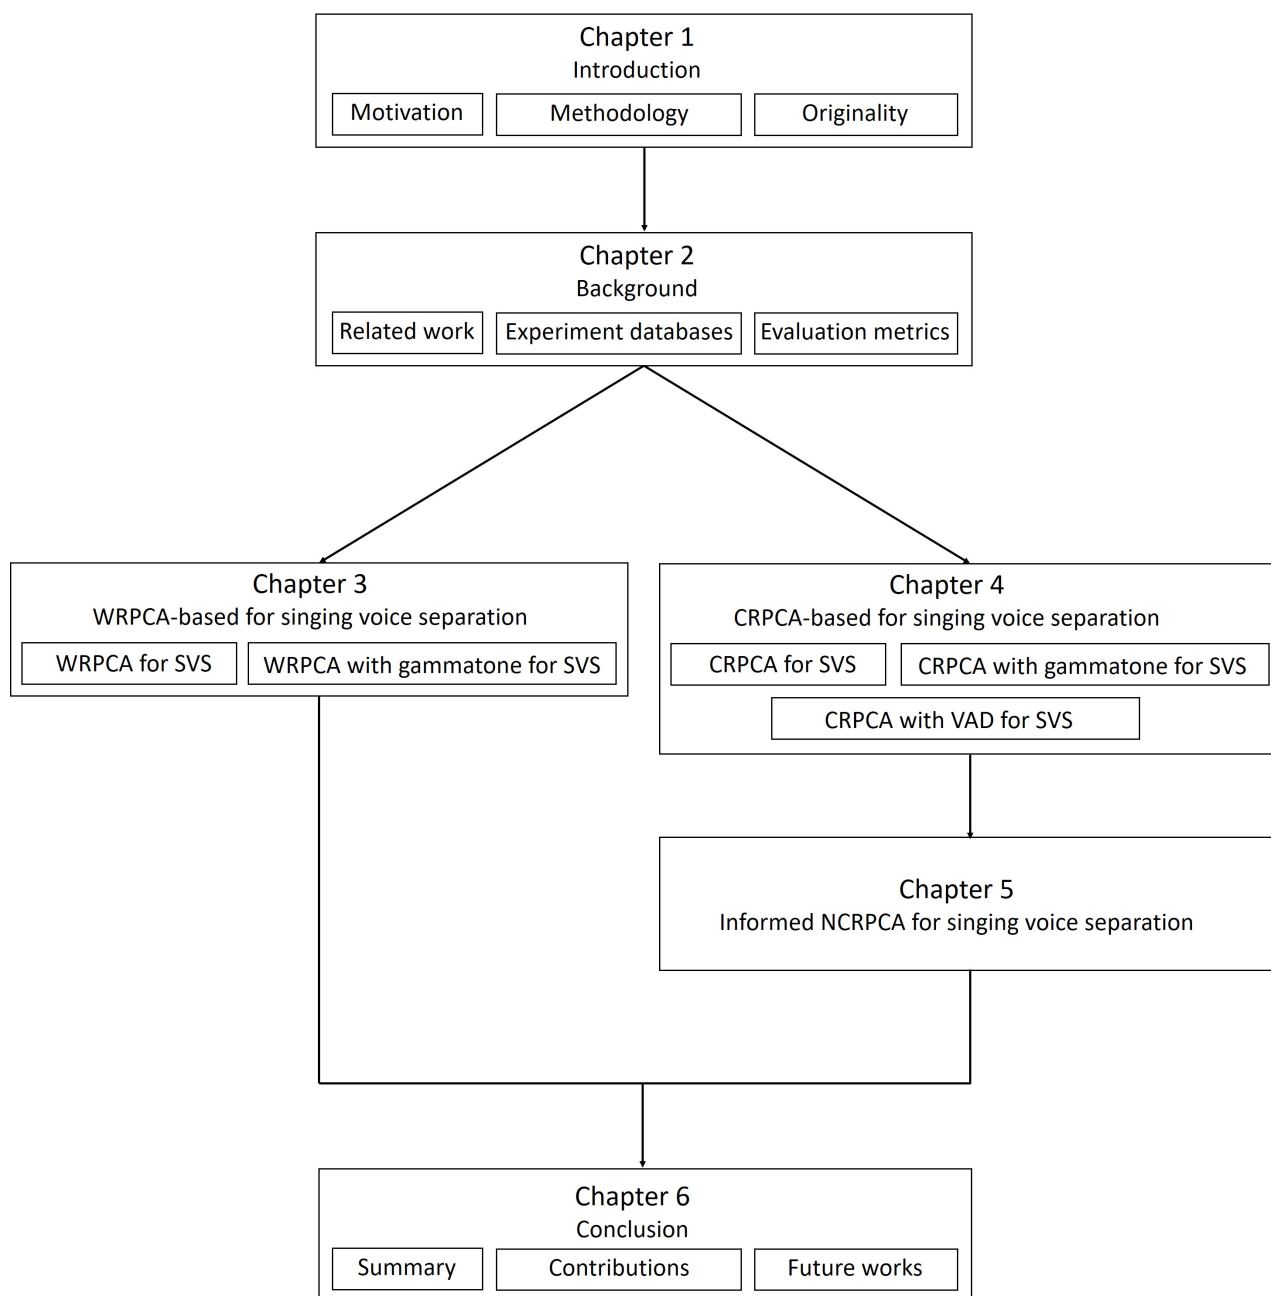 Chapter 1
Introduction
Motivation
Methodology
Originality
Chapter 2
Background
Related work
Experiment databases
Evaluation metrics
Chapter 3
WRPCA-based for singing voice separation
WRPCA for SVS
WRPCA with gammatone for SVS
Chapter 4
CRPCA-based for singing voice separation
CRPCA for SVS
CRPCA with gammatone for SVS
CRPCA with VAD for SVS
Chapter 5
Informed NCRPCA for singing voice separation
Chapter 6
Conclusion
Summary
Contributions
Future works